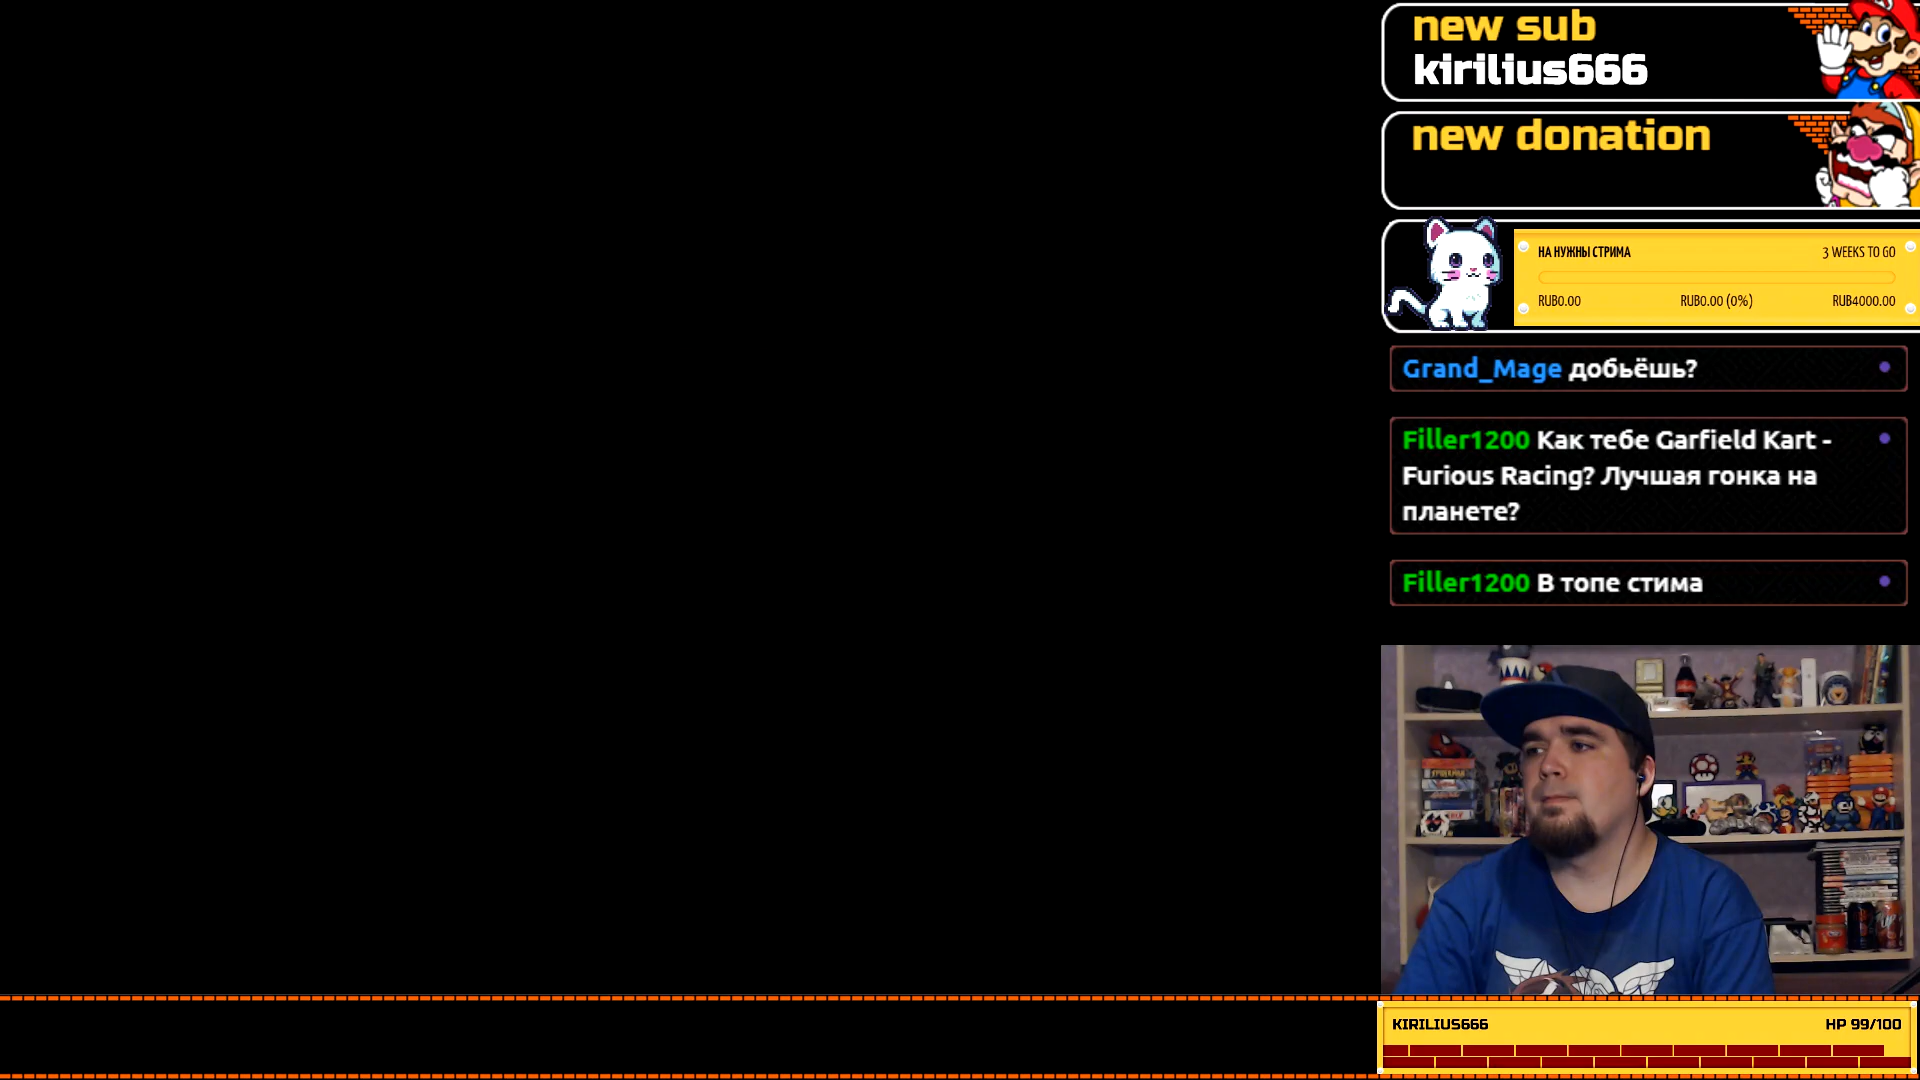 new sub
kirilius666
new donation
НА НУЖНЫ СТРИМА
3 WEEKS TO GO
RUB0.00
RUB0.00 (0%)
RUB4000.00
Grand_Mage добьёшь?
Filler1200 Как тебе Garfield Kart -
Furious Racing? Лучшая гонка на
планете?
Filler1200 В топе стима
KIRILIUS666
HP 99/100